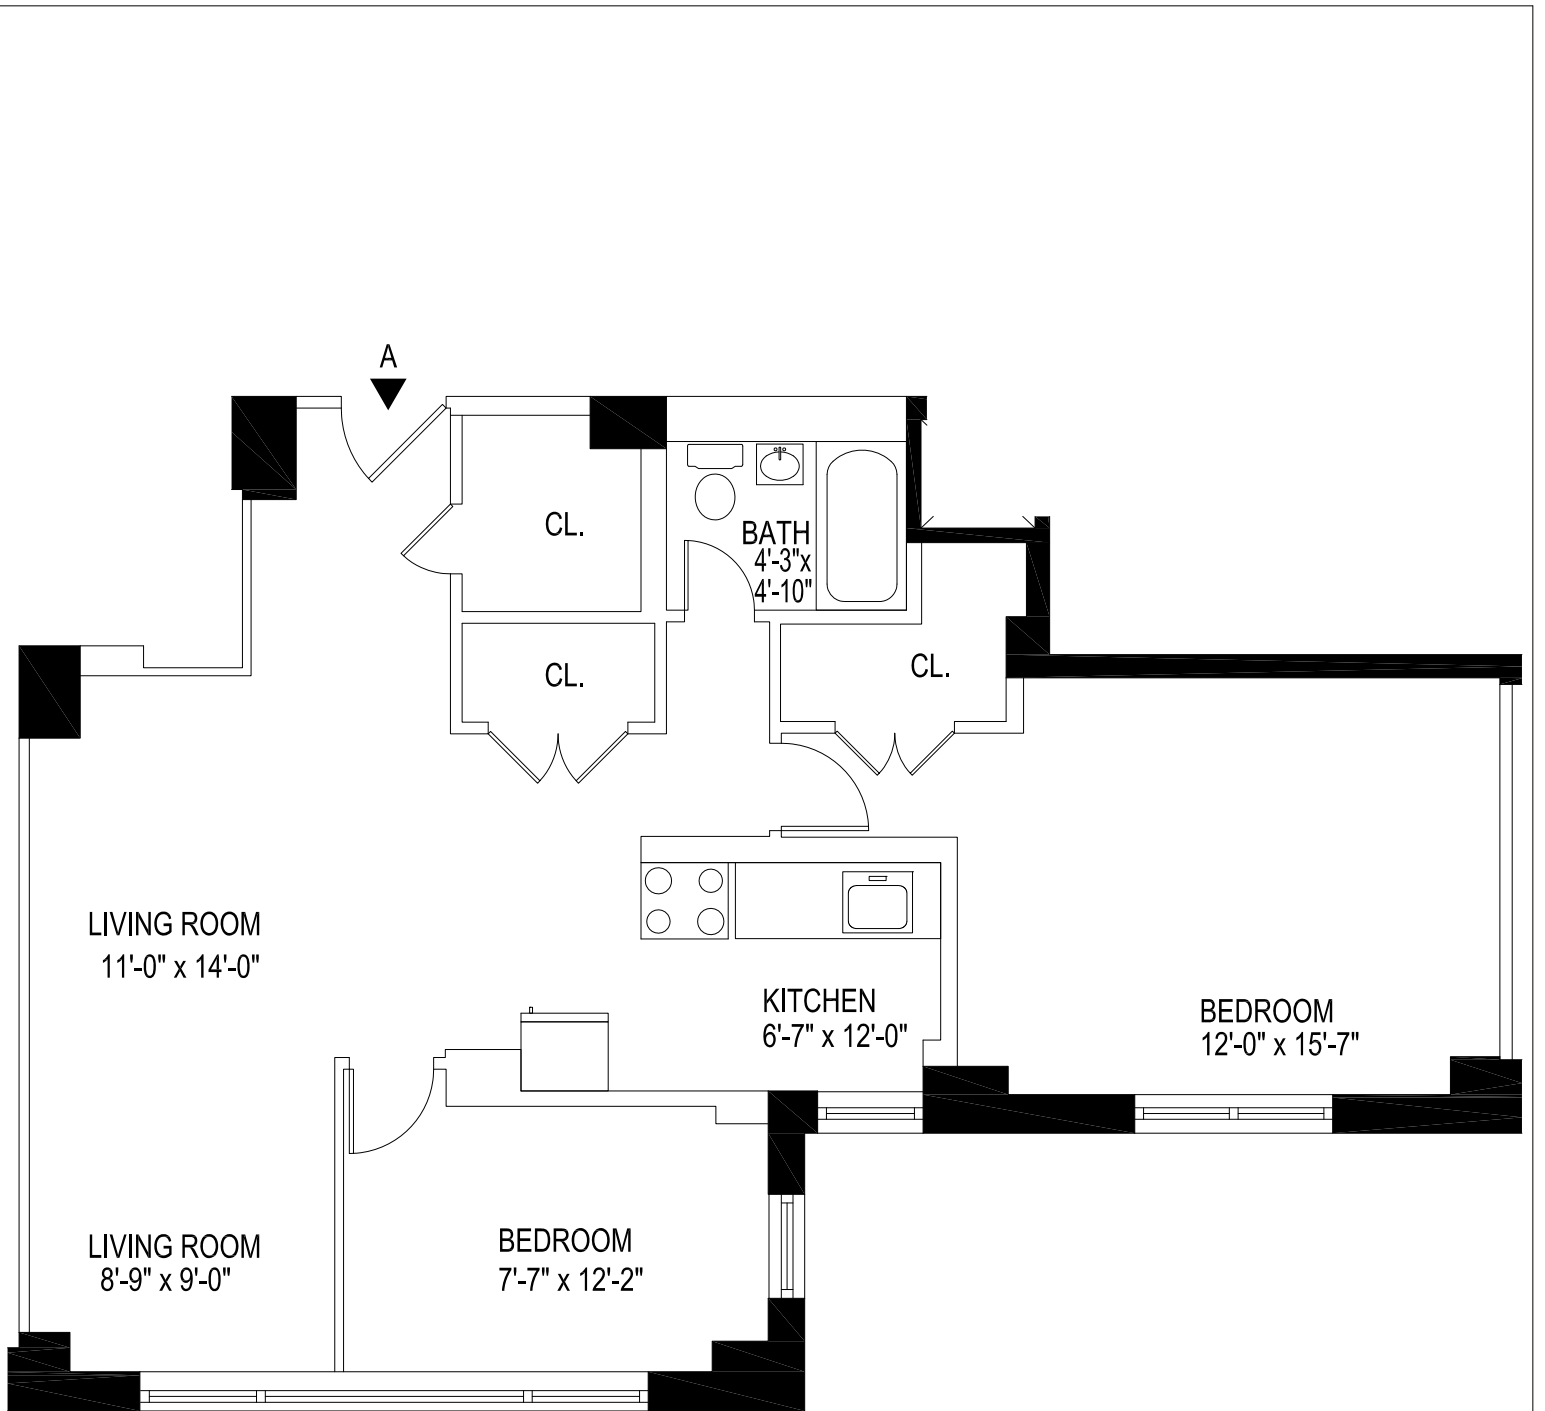 A
CL.
BATH
4'-3"x
4'-10"
CL.
CL.
LIVING ROOM
11'-0" x 14'-0"
KITCHEN
6'-7" x 12'-0"
BEDROOM
12'-0" x 15'-7"
LIVING ROOM
8'-9" x 9'-0"
BEDROOM
7'-7" x 12'-2"